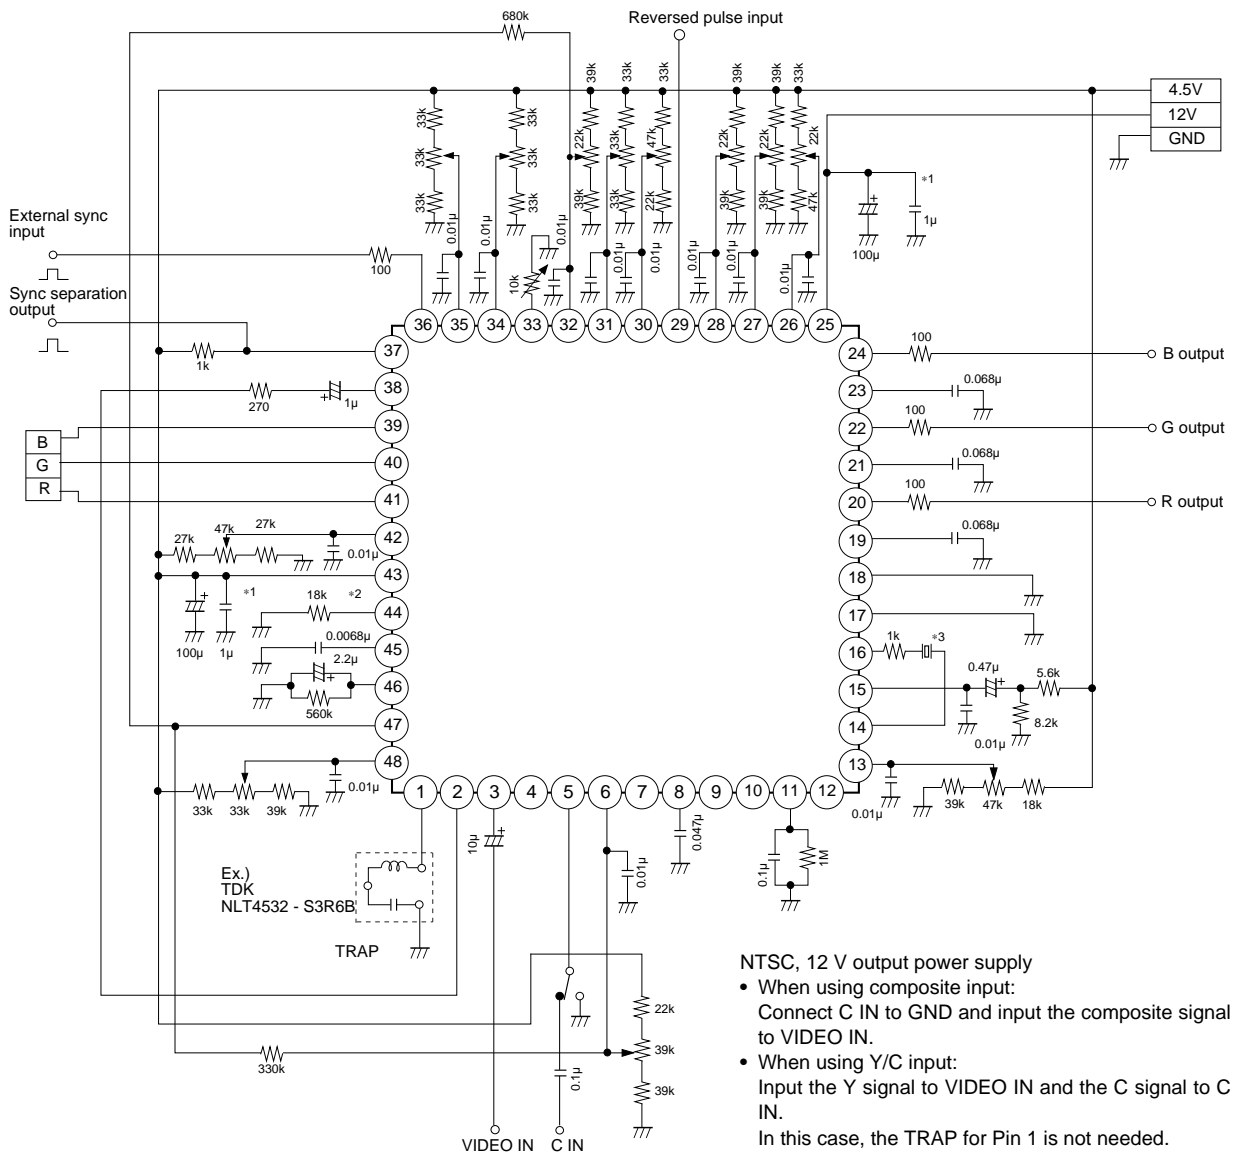 Reversed pulse input
680k
39k
33k
33k
39k
39k
33k
4.5V
12V
GND
33k
33k
22k
33k
47k
22k
22k
22k
33k
33k
33k
33k
39k
33k
22k
39k
39k
47k
*1
1µ
100µ
External sync
input
100
0.01µ
0.01µ
10k
0.01µ
0.01µ
0.01µ
0.01µ
0.01µ
0.01µ
Sync separation
output
36
35
34
33
32
31
30
29
28
27
26
25
1k
37
24
100
B output
270
1µ
38
23
0.068µ
B
G
R
39
22
100
G output
40
21
0.068µ
41
20
100
R output
27k
47k
27k
0.01µ
42
19
0.068µ
100µ
1µ
*1
43
18
18k
*2
44
17
0.0068µ
45
16
1k
*3
2.2µ
560k
46
15
0.47µ
5.6k
8.2k
0.01µ
47
14
48
13
33k
33k
39k
0.01µ
0.01µ
39k
47k
18k
1
2
3
4
5
6
7
8
9
10
11
12
10µ
0.01µ
0.047µ
0.1µ
1M
Ex.)
TDK
NLT4532 - S3R6B
TRAP
22k
39k
39k
330k
0.1µ
VIDEO IN
C IN
NTSC, 12 V output power supply
• When using composite input:
Connect C IN to GND and input the composite signal
to VIDEO IN.
• When using Y/C input:
Input the Y signal to VIDEO IN and the C signal to C
IN.
In this case, the TRAP for Pin 1 is not needed.